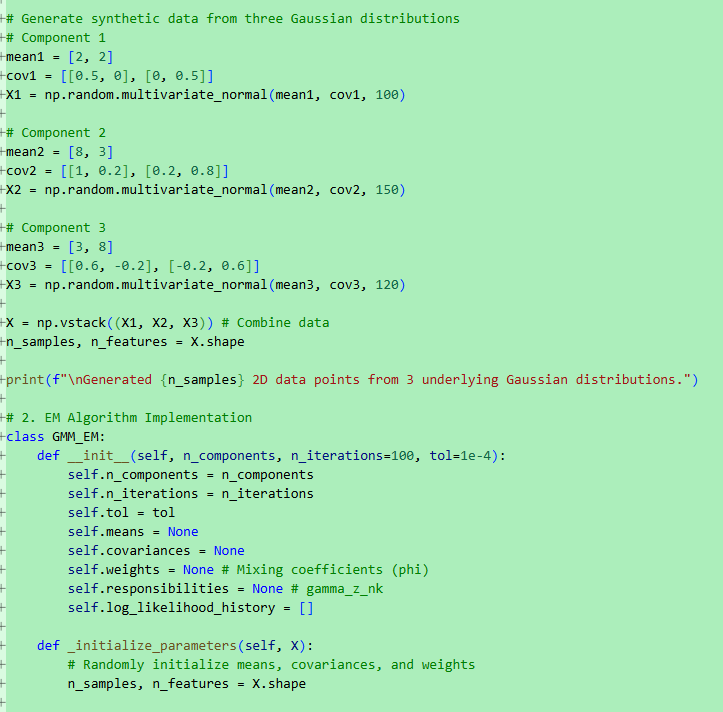 +# Generate synthetic data from three Gaussian distributions
+# Component 1
+mean1 = [2, 2]
+cov1 = [[0.5, 0], [0, 0.5]]
+X1 = np.random.multivariate_normal(mean1, cov1, 100)
+
+# Component 2
+mean2 = [8, 3]
+cov2 = [[1, 0.2], [0.2, 0.8]]
+X2 = np.random.multivariate_normal(mean2, cov2, 150)
+
+# Component 3
+mean3 = [3, 8]
+cov3 = [[0.6, -0.2], [-0.2, 0.6]]
+X3 = np.random.multivariate_normal(mean3, cov3, 120)
+
+X = np.vstack((X1, X2, X3)) # Combine data
+n_samples, n_features = X.shape
+
+print(f"\nGenerated {n_samples} 2D data points from 3 underlying Gaussian distributions.")
+
+# 2. EM Algorithm Implementation
+class GMM_EM:
+    def __init__(self, n_components, n_iterations=100, tol=1e-4):
+        self.n_components = n_components
+        self.n_iterations = n_iterations
+        self.tol = tol
+        self.means = None
+        self.covariances = None
+        self.weights = None # Mixing coefficients (phi)
+        self.responsibilities = None # gamma_z_nk
+        self.log_likelihood_history = []
+
+    def _initialize_parameters(self, X):
+        # Randomly initialize means, covariances, and weights
+        n_samples, n_features = X.shape
+